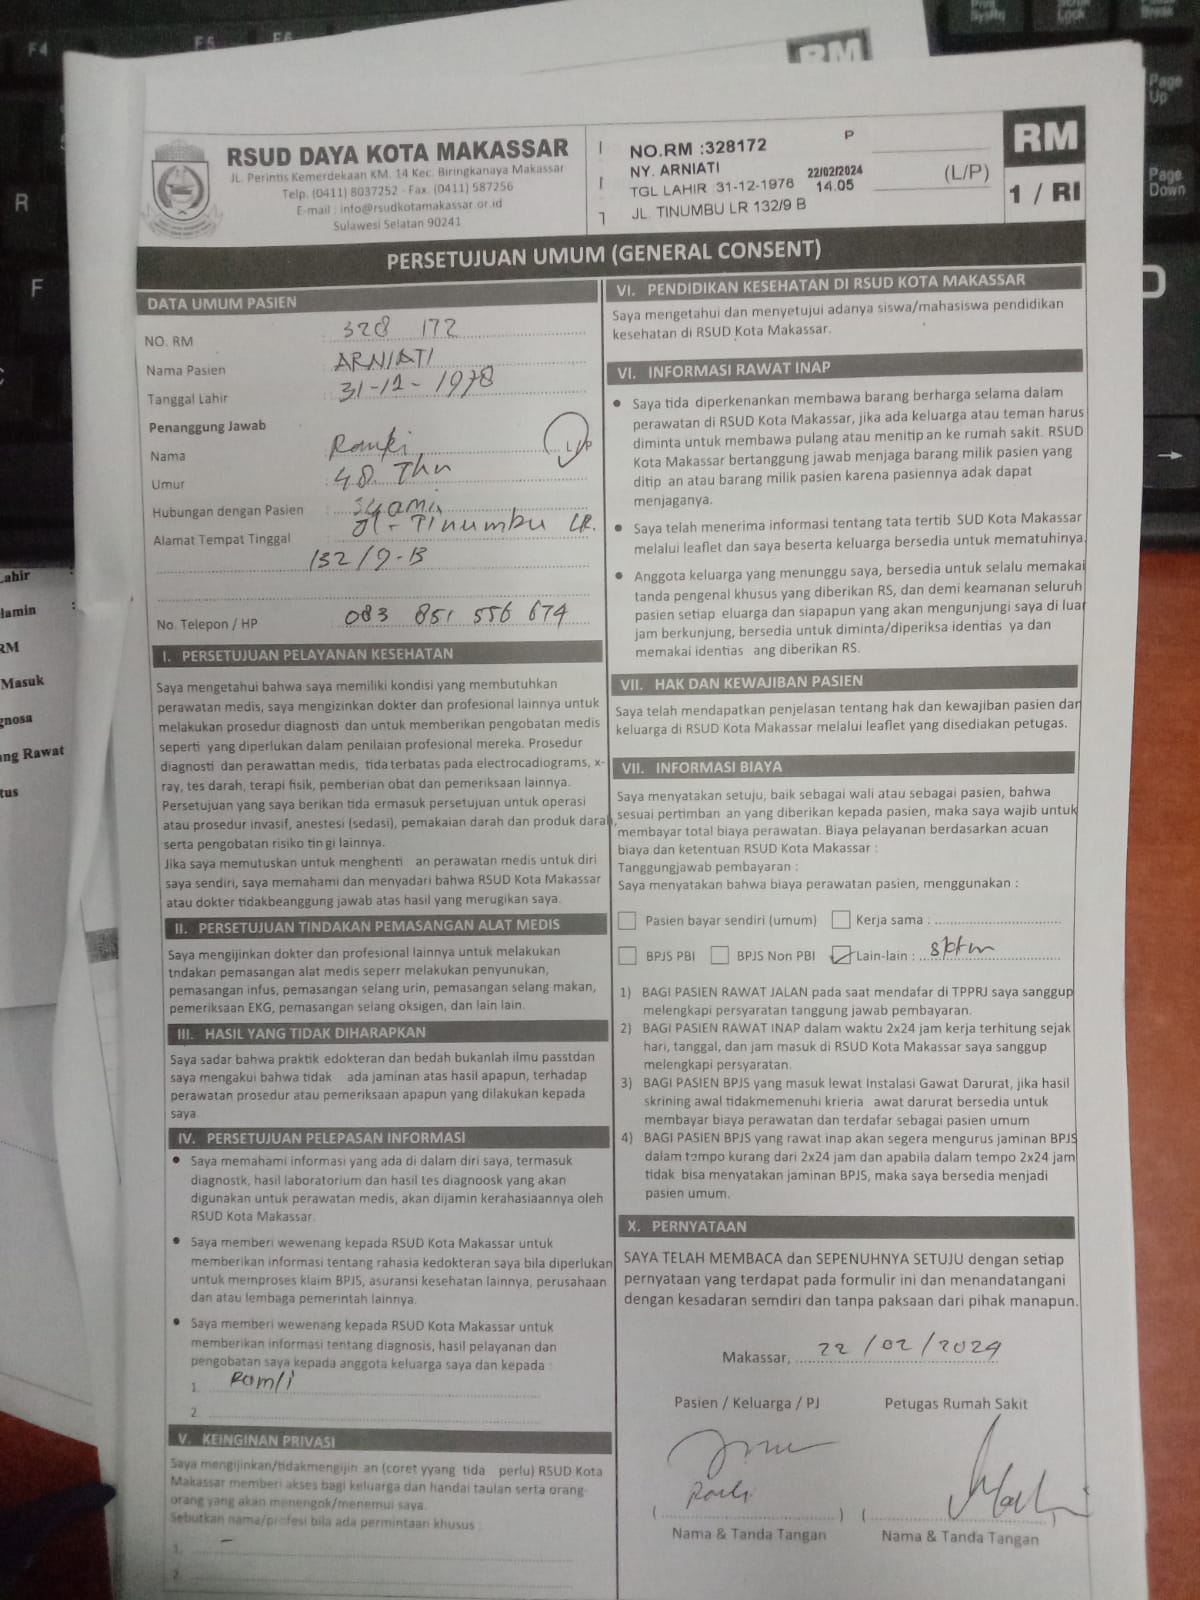 RM
RSUD DAYA KOTA MAKASSAR
JL. Perintis Kemerdekaan KM. 14 Kec. Biringkanaya Makassar
Telp. (0411) 8037252 - Fax. (0411) 587256
E-mail : info@rsudkotamakassar.or.id
Sulawesi Selatan 90241
NO.RM :328172 P
NY. ARNIATI
TGL LAHIR 31-12-1978 22/02/2024 14.05
JL. TINUMBU LR 132/9 B
(L/P)
RM
1 / RI
PERSETUJUAN UMUM (GENERAL CONSENT)
DATA UMUM PASIEN
NO. RM : 328 172
Nama Pasien : ARNIATI
Tanggal Lahir : 31-12-1978
Penanggung Jawab
Nama : L/P
Umur : 48 Thn
Hubungan dengan Pasien : Suami
Alamat Tempat Tinggal : Jl. Tinumbu LR.
132/9-B
No. Telepon / HP : 083 851 556 674
I. PERSETUJUAN PELAYANAN KESEHATAN
Saya mengetahui bahwa saya memiliki kondisi yang membutuhkan
perawatan medis, saya mengizinkan dokter dan profesional lainnya untuk
melakukan prosedur diagnosti dan untuk memberikan pengobatan medis
seperti yang diperlukan dalam penilaian profesional mereka. Prosedur
diagnosti dan perawattan medis, tida terbatas pada electrocadiograms, x-
ray, tes darah, terapi fisik, pemberian obat dan pemeriksaan lainnya.
Persetujuan yang saya berikan tida ermasuk persetujuan untuk operasi
atau prosedur invasif, anestesi (sedasi), pemakaian darah dan produk darah,
serta pengobatan risiko tin gi lainnya.
Jika saya memutuskan untuk menghenti an perawatan medis untuk diri
saya sendiri, saya memahami dan menyadari bahwa RSUD Kota Makassar
atau dokter tidakbeanggung jawab atas hasil yang merugikan saya.
II. PERSETUJUAN TINDAKAN PEMASANGAN ALAT MEDIS
Saya mengijinkan dokter dan profesional lainnya untuk melakukan
tndakan pemasangan alat medis seperr melakukan penyunukan,
pemasangan infus, pemasangan selang urin, pemasangan selang makan,
pemeriksaan EKG, pemasangan selang oksigen, dan lain lain.
III. HASIL YANG TIDAK DIHARAPKAN
Saya sadar bahwa praktik edokteran dan bedah bukanlah ilmu passtdan
saya mengakui bahwa tidak ada jaminan atas hasil apapun, terhadap
perawatan prosedur atau pemeriksaan apapun yang dilakukan kepada
saya.
IV. PERSETUJUAN PELEPASAN INFORMASI
• Saya memahami informasi yang ada di dalam diri saya, termasuk
diagnostk, hasil laboratorium dan hasil tes diagnoosk yang akan
digunakan untuk perawatan medis, akan dijamin kerahasiaannya oleh
RSUD Kota Makassar.
• Saya memberi wewenang kepada RSUD Kota Makassar untuk
memberikan informasi tentang rahasia kedokteran saya bila diperlukan
untuk memproses klaim BPJS, asuransi kesehatan lainnya, perusahaan
dan atau lembaga pemerintah lainnya.
• Saya memberi wewenang kepada RSUD Kota Makassar untuk
memberikan informasi tentang diagnosis, hasil pelayanan dan
pengobatan saya kepada anggota keluarga saya dan kepada :
1. Romli
2.
V. KEINGINAN PRIVASI
Saya mengijinkan/tidakmengijin an (coret yyang tida perlu) RSUD Kota
Makassar memberi akses bagi keluarga dan handai taulan serta orang-
orang yang akan menengok/menemui saya.
Sebutkan nama/profesi bila ada permintaan khusus :
1. -
2.
VI. PENDIDIKAN KESEHATAN DI RSUD KOTA MAKASSAR
Saya mengetahui dan menyetujui adanya siswa/mahasiswa pendidikan
kesehatan di RSUD Kota Makassar.
VI. INFORMASI RAWAT INAP
• Saya tida diperkenankan membawa barang berharga selama dalam
perawatan di RSUD Kota Makassar, jika ada keluarga atau teman harus
diminta untuk membawa pulang atau menitip an ke rumah sakit. RSUD
Kota Makassar bertanggung jawab menjaga barang milik pasien yang
ditip an atau barang milik pasien karena pasiennya adak dapat
menjaganya.
• Saya telah menerima informasi tentang tata tertib SUD Kota Makassar
melalui leaflet dan saya beserta keluarga bersedia untuk mematuhinya.
• Anggota keluarga yang menunggu saya, bersedia untuk selalu memakai
tanda pengenal khusus yang diberikan RS, dan demi keamanan seluruh
pasien setiap eluarga dan siapapun yang akan mengunjungi saya di luar
jam berkunjung, bersedia untuk diminta/diperiksa identias ya dan
memakai identias ang diberikan RS.
VII. HAK DAN KEWAJIBAN PASIEN
Saya telah mendapatkan penjelasan tentang hak dan kewajiban pasien dan
keluarga di RSUD Kota Makassar melalui leaflet yang disediakan petugas.
VII. INFORMASI BIAYA
Saya menyatakan setuju, baik sebagai wali atau sebagai pasien, bahwa
sesuai pertimban an yang diberikan kepada pasien, maka saya wajib untuk
membayar total biaya perawatan. Biaya pelayanan berdasarkan acuan
biaya dan ketentuan RSUD Kota Makassar :
Tanggungjawab pembayaran :
Saya menyatakan bahwa biaya perawatan pasien, menggunakan :
Pasien bayar sendiri (umum) Kerja sama :
BPJS PBI BPJS Non PBI Lain-lain :
1) BAGI PASIEN RAWAT JALAN pada saat mendafar di TPPRJ saya sanggup
melengkapi persyaratan tanggung jawab pembayaran.
2) BAGI PASIEN RAWAT INAP dalam waktu 2x24 jam kerja terhitung sejak
hari, tanggal, dan jam masuk di RSUD Kota Makassar saya sanggup
melengkapi persyaratan.
3) BAGI PASIEN BPJS yang masuk lewat Instalasi Gawat Darurat, jika hasil
skrining awal tidakmemenuhi krieria awat darurat bersedia untuk
membayar biaya perawatan dan terdafar sebagai pasien umum
4) BAGI PASIEN BPJS yang rawat inap akan segera mengurus jaminan BPJS
dalam tempo kurang dari 2x24 jam dan apabila dalam tempo 2x24 jam
tidak bisa menyatakan jaminan BPJS, maka saya bersedia menjadi
pasien umum.
X. PERNYATAAN
SAYA TELAH MEMBACA dan SEPENUHNYA SETUJU dengan setiap
pernyataan yang terdapat pada formulir ini dan menandatangani
dengan kesadaran semdiri dan tanpa paksaan dari pihak manapun.
Makassar, 22/02/2024
Pasien / Keluarga / PJ Petugas Rumah Sakit
Nama & Tanda Tangan Nama & Tanda Tangan
F4
F5
F6
R
F
Page Up
Page Down
Lahir :
lamin
RM
Masuk
gnosa
ang Rawat
tus